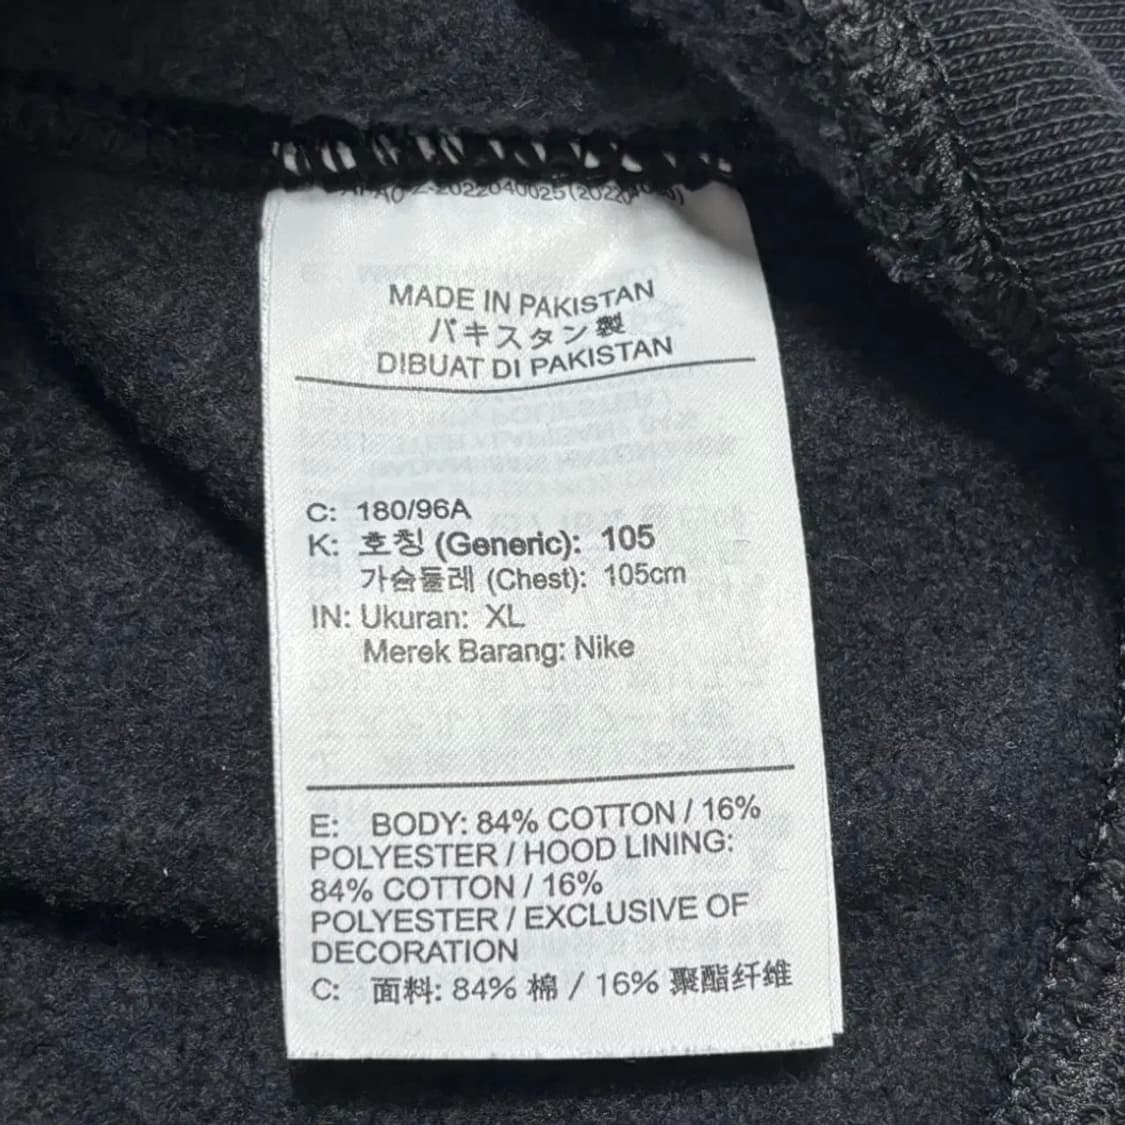 MADE IN PAKISTAN
パキスタン製
DIBUAT DI PAKISTAN
C: 180/96A
K: 호칭 (Generic): 105
가슴둘레 (Chest): 105cm
IN: Ukuran: XL
Merek Barang: Nike
E: BODY: 84% COTTON / 16%
POLYESTER / HOOD LINING:
84% COTTON / 16%
POLYESTER / EXCLUSIVE OF
DECORATION
C: 面料: 84% 棉 / 16% 聚酯纤维